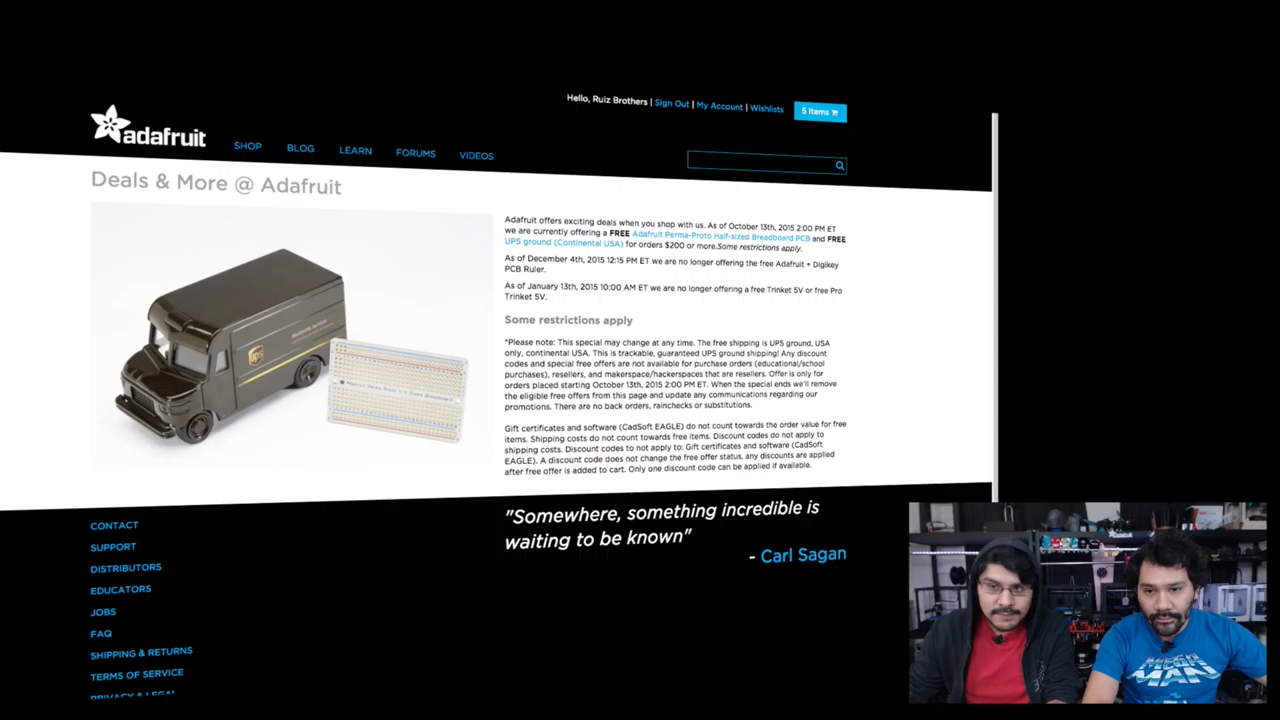 Hello, Ruiz Brothers | Sign Out | My Account | Wishlists
5 Items
adafruit
SHOP BLOG LEARN FORUMS VIDEOS
Deals & More @ Adafruit
Adafruit offers exciting deals when you shop with us. As of October 13th, 2015 2:00 PM ET
we are currently offering a FREE Adafruit Perma-Proto Half-sized Breadboard PCB and FREE
UPS ground (Continental USA) for orders $200 or more.Some restrictions apply.
As of December 4th, 2015 12:15 PM ET we are no longer offering the free Adafruit + Digikey
PCB Ruler.
As of January 13th, 2015 10:00 AM ET we are no longer offering a free Trinket 5V or free Pro
Trinket 5V.
Some restrictions apply
*Please note: This special may change at any time. The free shipping is UPS ground, USA
only, continental USA. This is trackable, guaranteed UPS ground shipping! Any discount
codes and special free offers are not available for purchase orders (educational/school
purchases), resellers, and makerspace/hackerspaces that are resellers. Offer is only for
orders placed starting October 13th, 2015 2:00 PM ET. When the special ends we'll remove
the eligible free offers from this page and update any communications regarding our
promotions. There are no back orders, rainchecks or substitutions.
Gift certificates and software (CadSoft EAGLE) do not count towards the order value for free
items. Shipping costs do not count towards free items. Discount codes do not apply to
shipping costs. Discount codes to not apply to: Gift certificates and software (CadSoft
EAGLE). A discount code does not change the free offer status, any discounts are applied
after free offer is added to cart. Only one discount code can be applied if available.
ups
"Somewhere, something incredible is
waiting to be known"
- Carl Sagan
CONTACT
SUPPORT
DISTRIBUTORS
EDUCATORS
JOBS
FAQ
SHIPPING & RETURNS
TERMS OF SERVICE
PRIVACY & LEGAL
MEGA
MAN